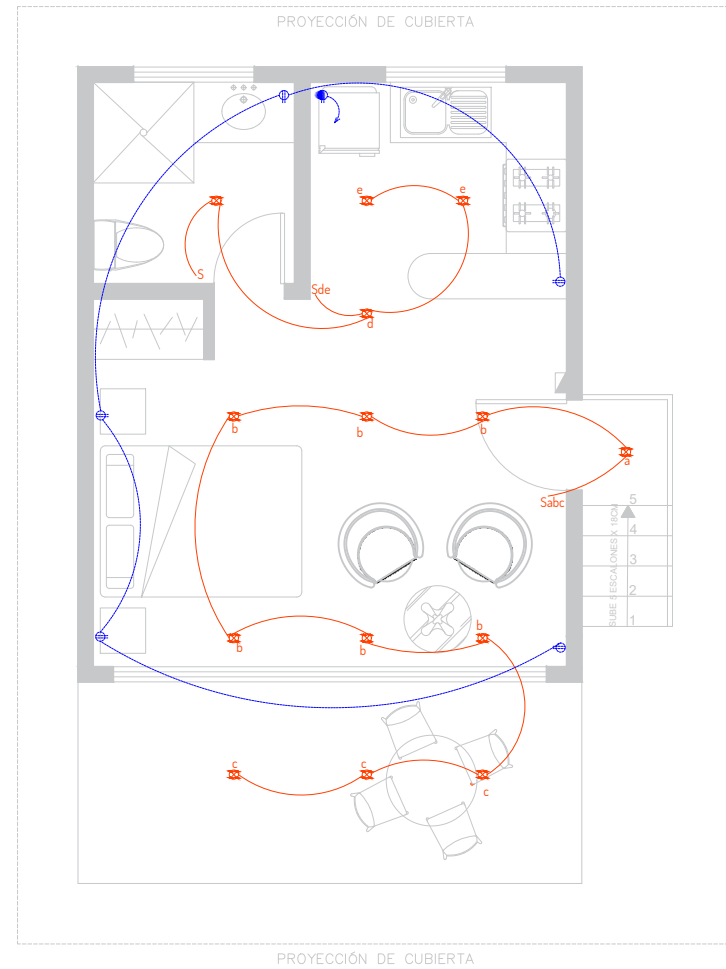 PROYECCIÓN DE CUBIERTA
e
e
S
Sde
d
b
b
b
a
Sabc
5
4
3
2
1
SUBE 5 ESCALONES X 18CM
b
b
b
c
c
c
PROYECCIÓN DE CUBIERTA